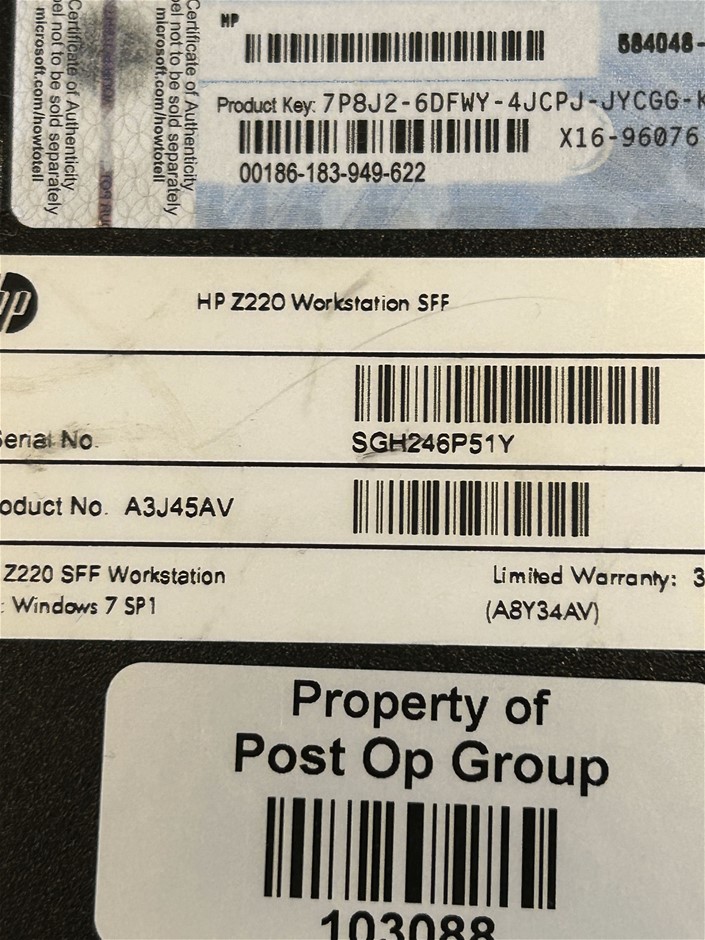 Certificate of Authenticity
el not to be sold separately
microsoft.com/howtotell
Certificate of Authenticity
el not to be sold separately
microsoft.com/howtotell
HP
584046-
Product Key: 7P8J2-6DFWY-4JCPJ-JYCGG-K
X16-96076
00186-183-949-622
hp
HP Z220 Workstation SFF
Serial No.
SGH246P51Y
oduct No. A3J45AV
Z220 SFF Workstation
Limited Warranty: 3
: Windows 7 SP1
(A8Y34AV)
Property of
Post Op Group
103088